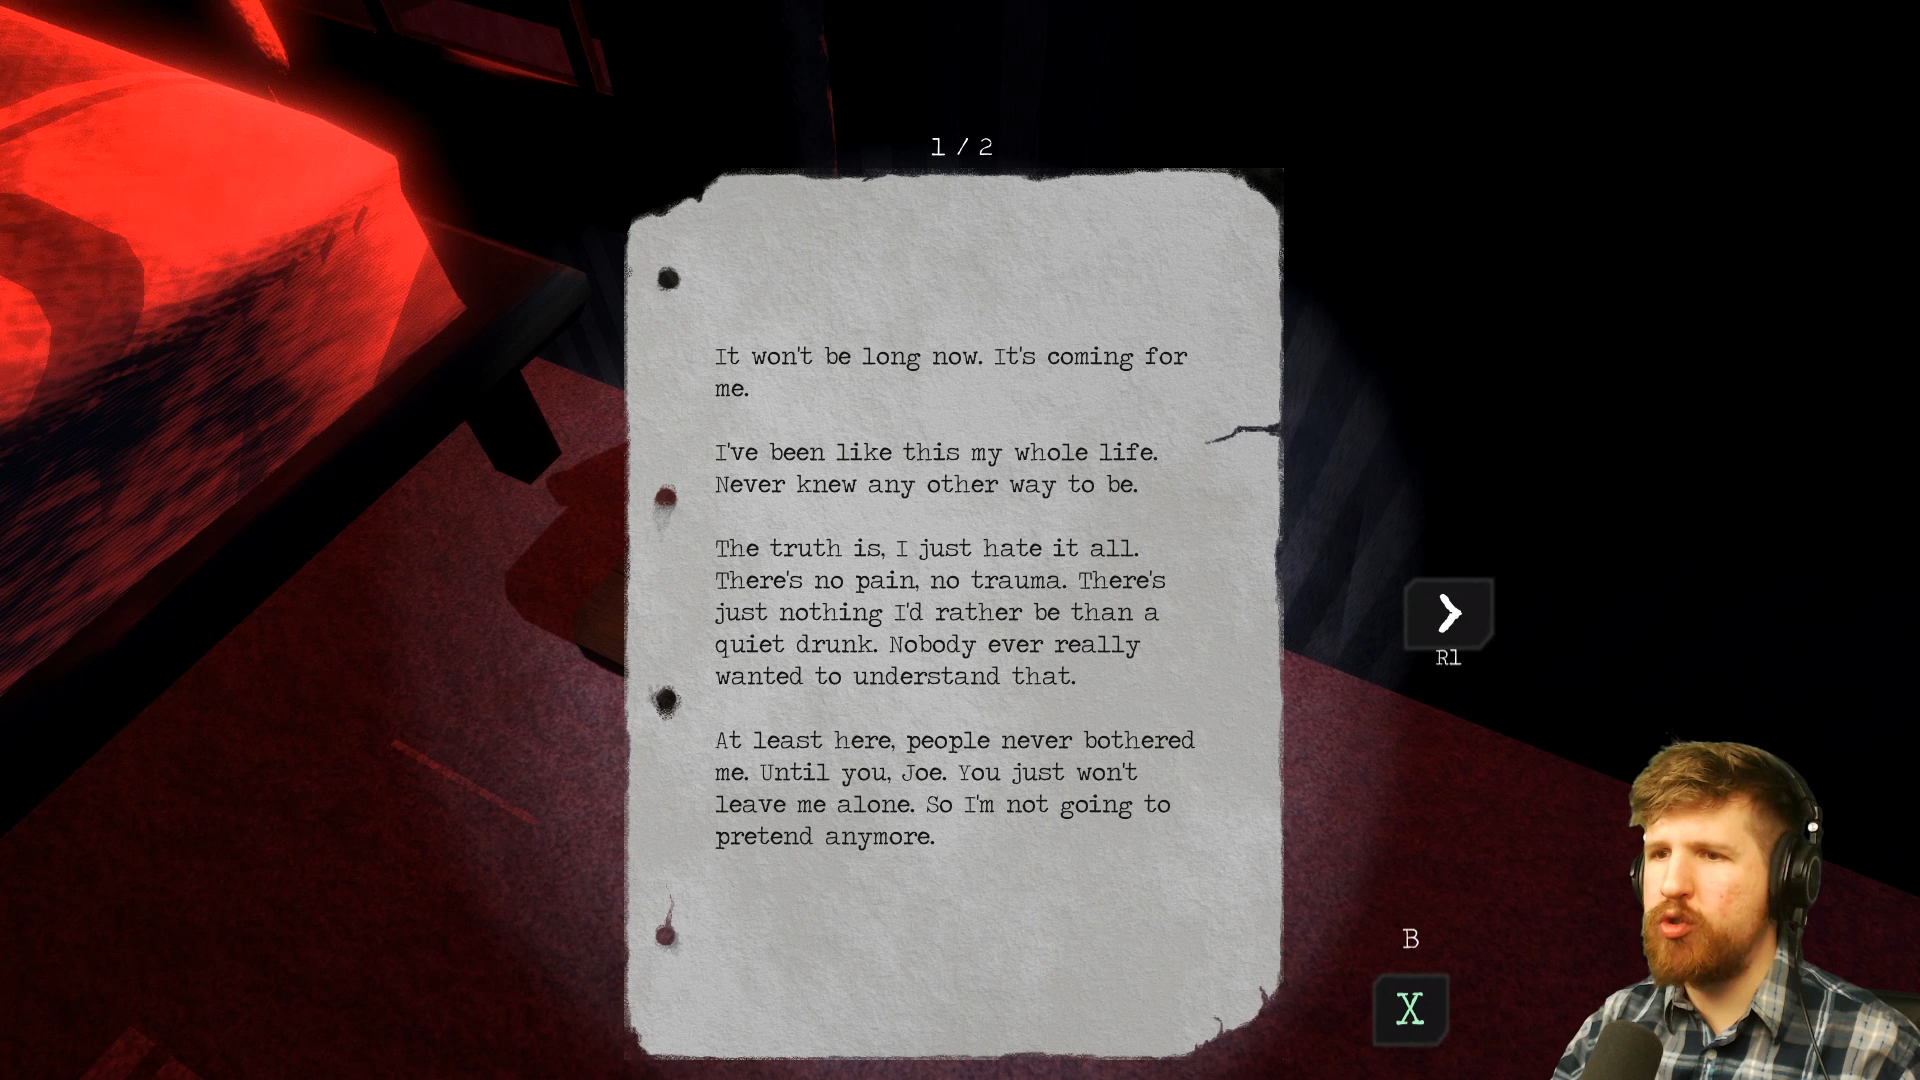 1 / 2
It won't be long now. It's coming for
me.
I've been like this my whole life.
Never knew any other way to be.
The truth is, I just hate it all.
There's no pain, no trauma. There's
just nothing I'd rather be than a
quiet drunk. Nobody ever really
wanted to understand that.
At least here, people never bothered
me. Until you, Joe. You just won't
leave me alone. So I'm not going to
pretend anymore.
R1
B
X